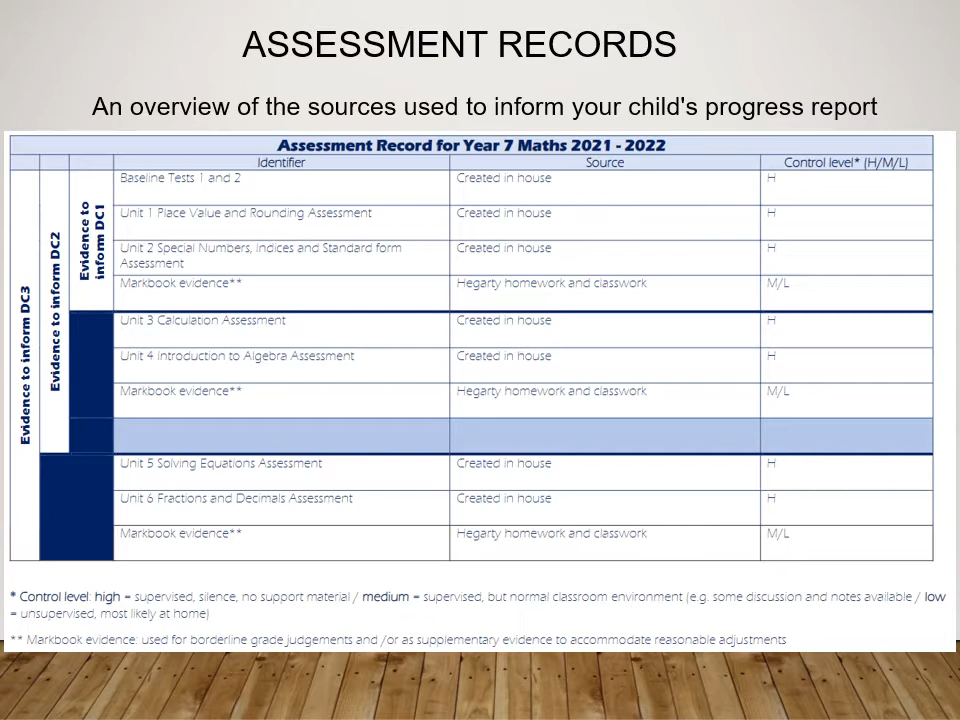 ASSESSMENT RECORDS
An overview of the sources used to inform your child's progress report
Assessment Record for Year 7 Maths 2021 - 2022
Identifier Source Control level* (H/M/L)
Evidence to inform DC3
Evidence to inform DC2
Evidence to
inform DC1
Baseline Tests 1 and 2 Created in house H
Unit 1 Place Value and Rounding Assessment Created in house H
Unit 2 Special Numbers, Indices and Standard form Created in house H
Assessment
Markbook evidence** Hegarty homework and classwork M/L
Unit 3 Calculation Assessment Created in house H
Unit 4 Introduction to Algebra Assessment Created in house H
Markbook evidence** Hegarty homework and classwork M/L
Unit 5 Solving Equations Assessment Created in house H
Unit 6 Fractions and Decimals Assessment Created in house H
Markbook evidence** Hegarty homework and classwork M/L
* Control level: high = supervised, silence, no support material / medium = supervised, but normal classroom environment (e.g. some discussion and notes available / low
= unsupervised, most likely at home)
** Markbook evidence: used for borderline grade judgements and /or as supplementary evidence to accommodate reasonable adjustments